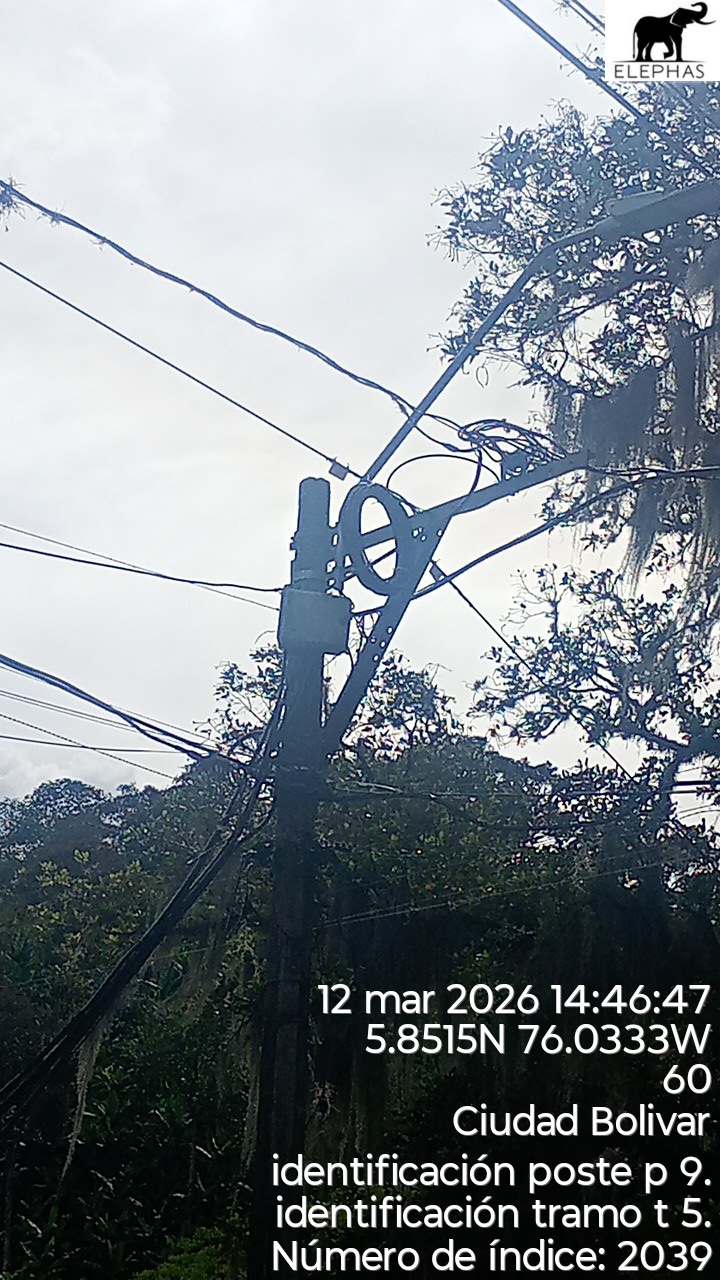 ELEPHAS
12 mar 2026 14:46:47
5.8515N 76.0333W
60
Ciudad Bolivar
identificación poste p 9.
identificación tramo t 5.
Número de índice: 2039